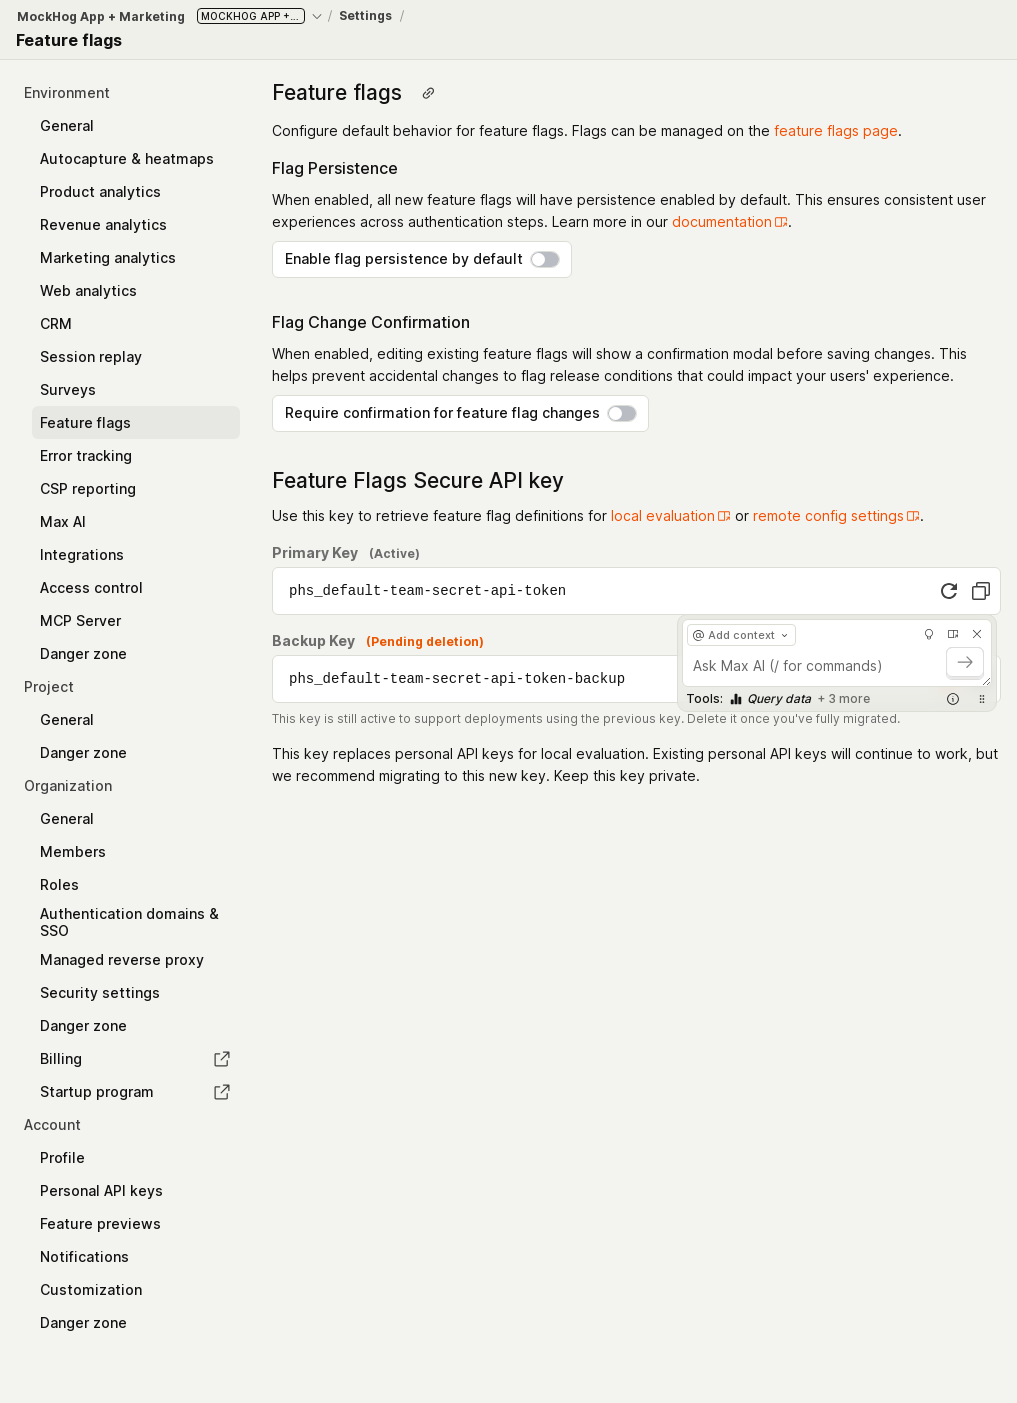 MockHog App + Marketing MOCKHOG APP +... / Settings /
Feature flags
Environment
General
Autocapture & heatmaps
Product analytics
Revenue analytics
Marketing analytics
Web analytics
CRM
Session replay
Surveys
Feature flags
Error tracking
CSP reporting
Max AI
Integrations
Access control
MCP Server
Danger zone
Project
General
Danger zone
Organization
General
Members
Roles
Authentication domains &
SSO
Managed reverse proxy
Security settings
Danger zone
Billing
Startup program
Account
Profile
Personal API keys
Feature previews
Notifications
Customization
Danger zone
Feature flags
Configure default behavior for feature flags. Flags can be managed on the feature flags page.
Flag Persistence
When enabled, all new feature flags will have persistence enabled by default. This ensures consistent user
experiences across authentication steps. Learn more in our documentation.
Enable flag persistence by default
Flag Change Confirmation
When enabled, editing existing feature flags will show a confirmation modal before saving changes. This
helps prevent accidental changes to flag release conditions that could impact your users' experience.
Require confirmation for feature flag changes
Feature Flags Secure API key
Use this key to retrieve feature flag definitions for local evaluation or remote config settings.
Primary Key (Active)
phs_default-team-secret-api-token
Backup Key (Pending deletion)
phs_default-team-secret-api-token-backup
This key is still active to support deployments using the previous key. Delete it once you've fully migrated.
This key replaces personal API keys for local evaluation. Existing personal API keys will continue to work, but
we recommend migrating to this new key. Keep this key private.
@ Add context
Ask Max AI (/ for commands)
Tools: Query data + 3 more